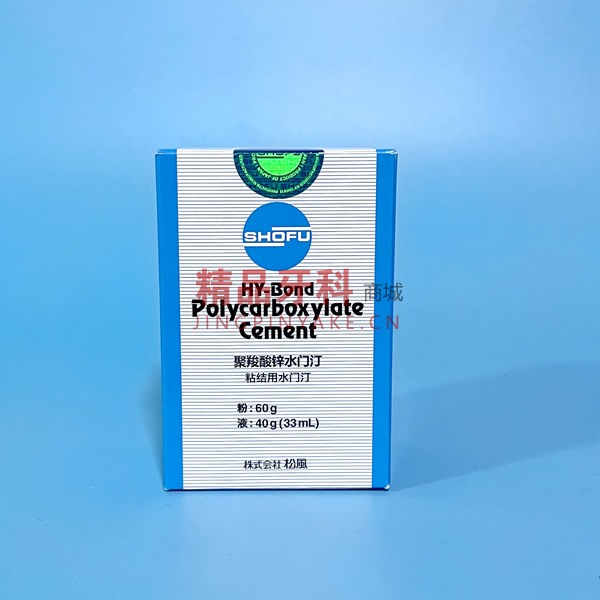 SHOFU
SHOFU
精品牙科 商城
HY-Bond
Polycarboxylate
JINGPINYAKE.CN
Cement
聚羧酸锌水门汀
粘结用水门汀
粉:60g
液:40g(33mL)
株式会社 松風